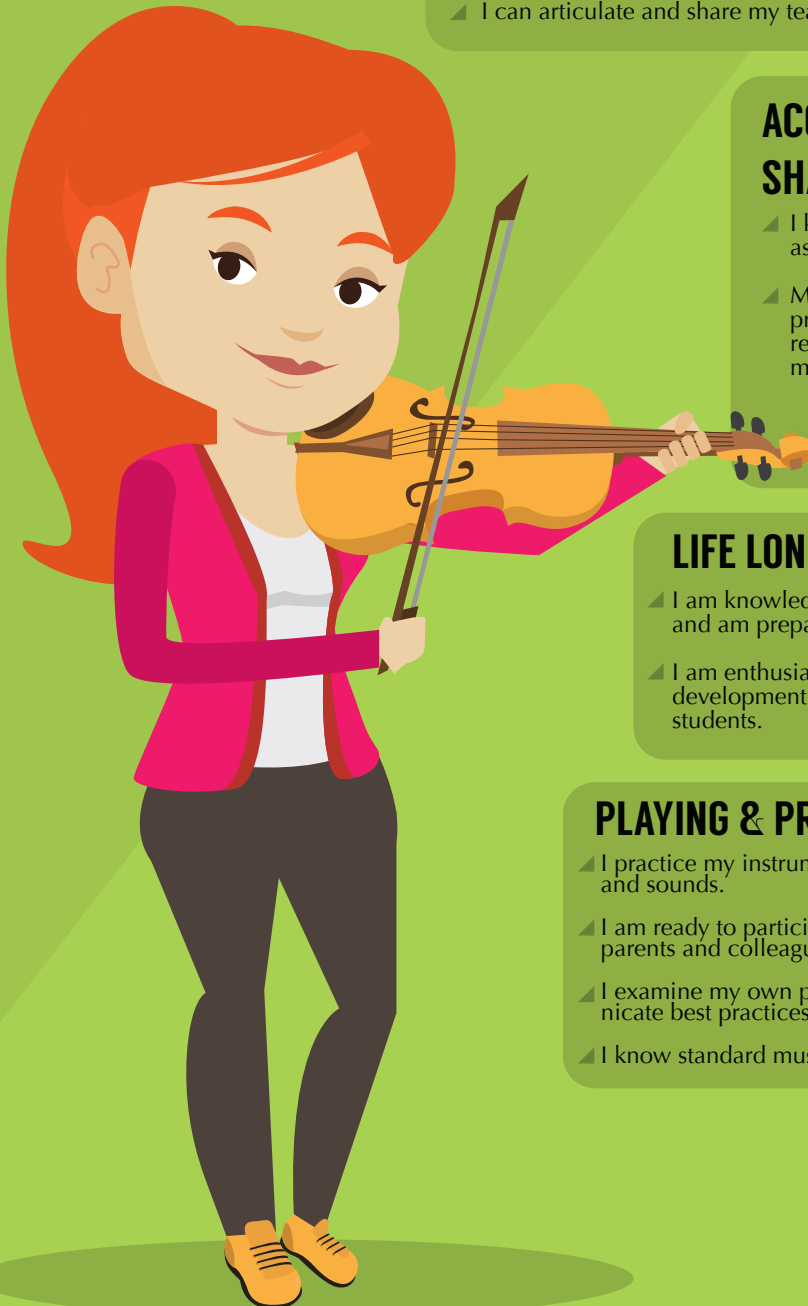 I can articulate and share my tea
ACC
SHA
I k
as
M
pr
re
m
LIFE LON
I am knowled
and am prepa
I am enthusia
development
students.
PLAYING & PR
I practice my instrum
and sounds.
I am ready to partici
parents and colleagu
I examine my own p
nicate best practices
I know standard mus